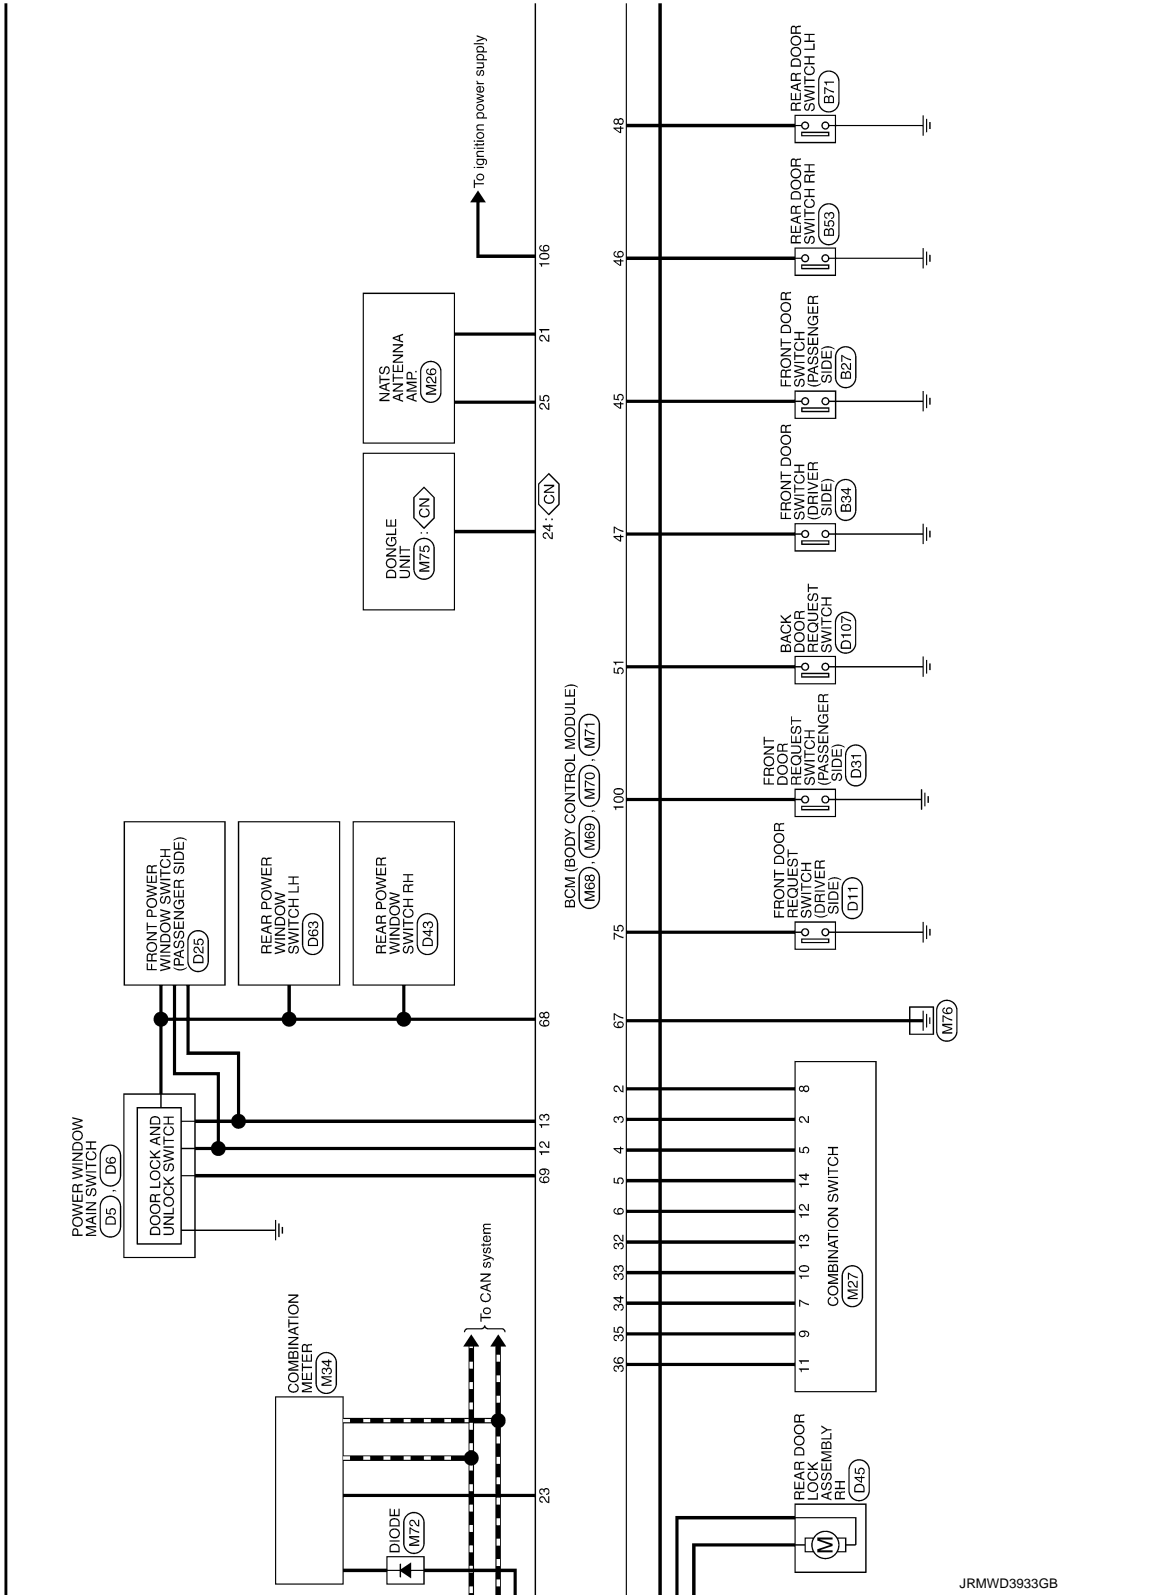 To ignition power supply
106
21
25
24 : CN
NATS
ANTENNA
AMP.
M26
DONGLE
UNIT
M75 : CN
FRONT POWER
WINDOW SWITCH
(PASSENGER SIDE)
D25
REAR POWER
WINDOW
SWITCH LH
D63
REAR POWER
WINDOW
SWITCH RH
D43
68
13
12
69
POWER WINDOW
MAIN SWITCH
D5 , D6
DOOR LOCK AND
UNLOCK SWITCH
To CAN system
COMBINATION
METER
M34
23
DIODE
M72
BCM (BODY CONTROL MODULE)
M68 , M69 , M70 , M71
48
REAR DOOR
SWITCH LH
B71
46
REAR DOOR
SWITCH RH
B53
45
FRONT DOOR
SWITCH
(PASSENGER
SIDE)
B27
47
FRONT DOOR
SWITCH
(DRIVER
SIDE)
B34
51
BACK
DOOR
REQUEST
SWITCH
D107
100
FRONT
DOOR
REQUEST
SWITCH
(PASSENGER
SIDE)
D31
75
FRONT DOOR
REQUEST
SWITCH
(DRIVER
SIDE)
D11
67
M76
2
3
4
5
6
32
33
34
35
36
8
2
5
14
12
13
10
7
9
11
COMBINATION SWITCH
M27
REAR DOOR
LOCK
ASSEMBLY
RH
D45
M
JRMWD3933GB